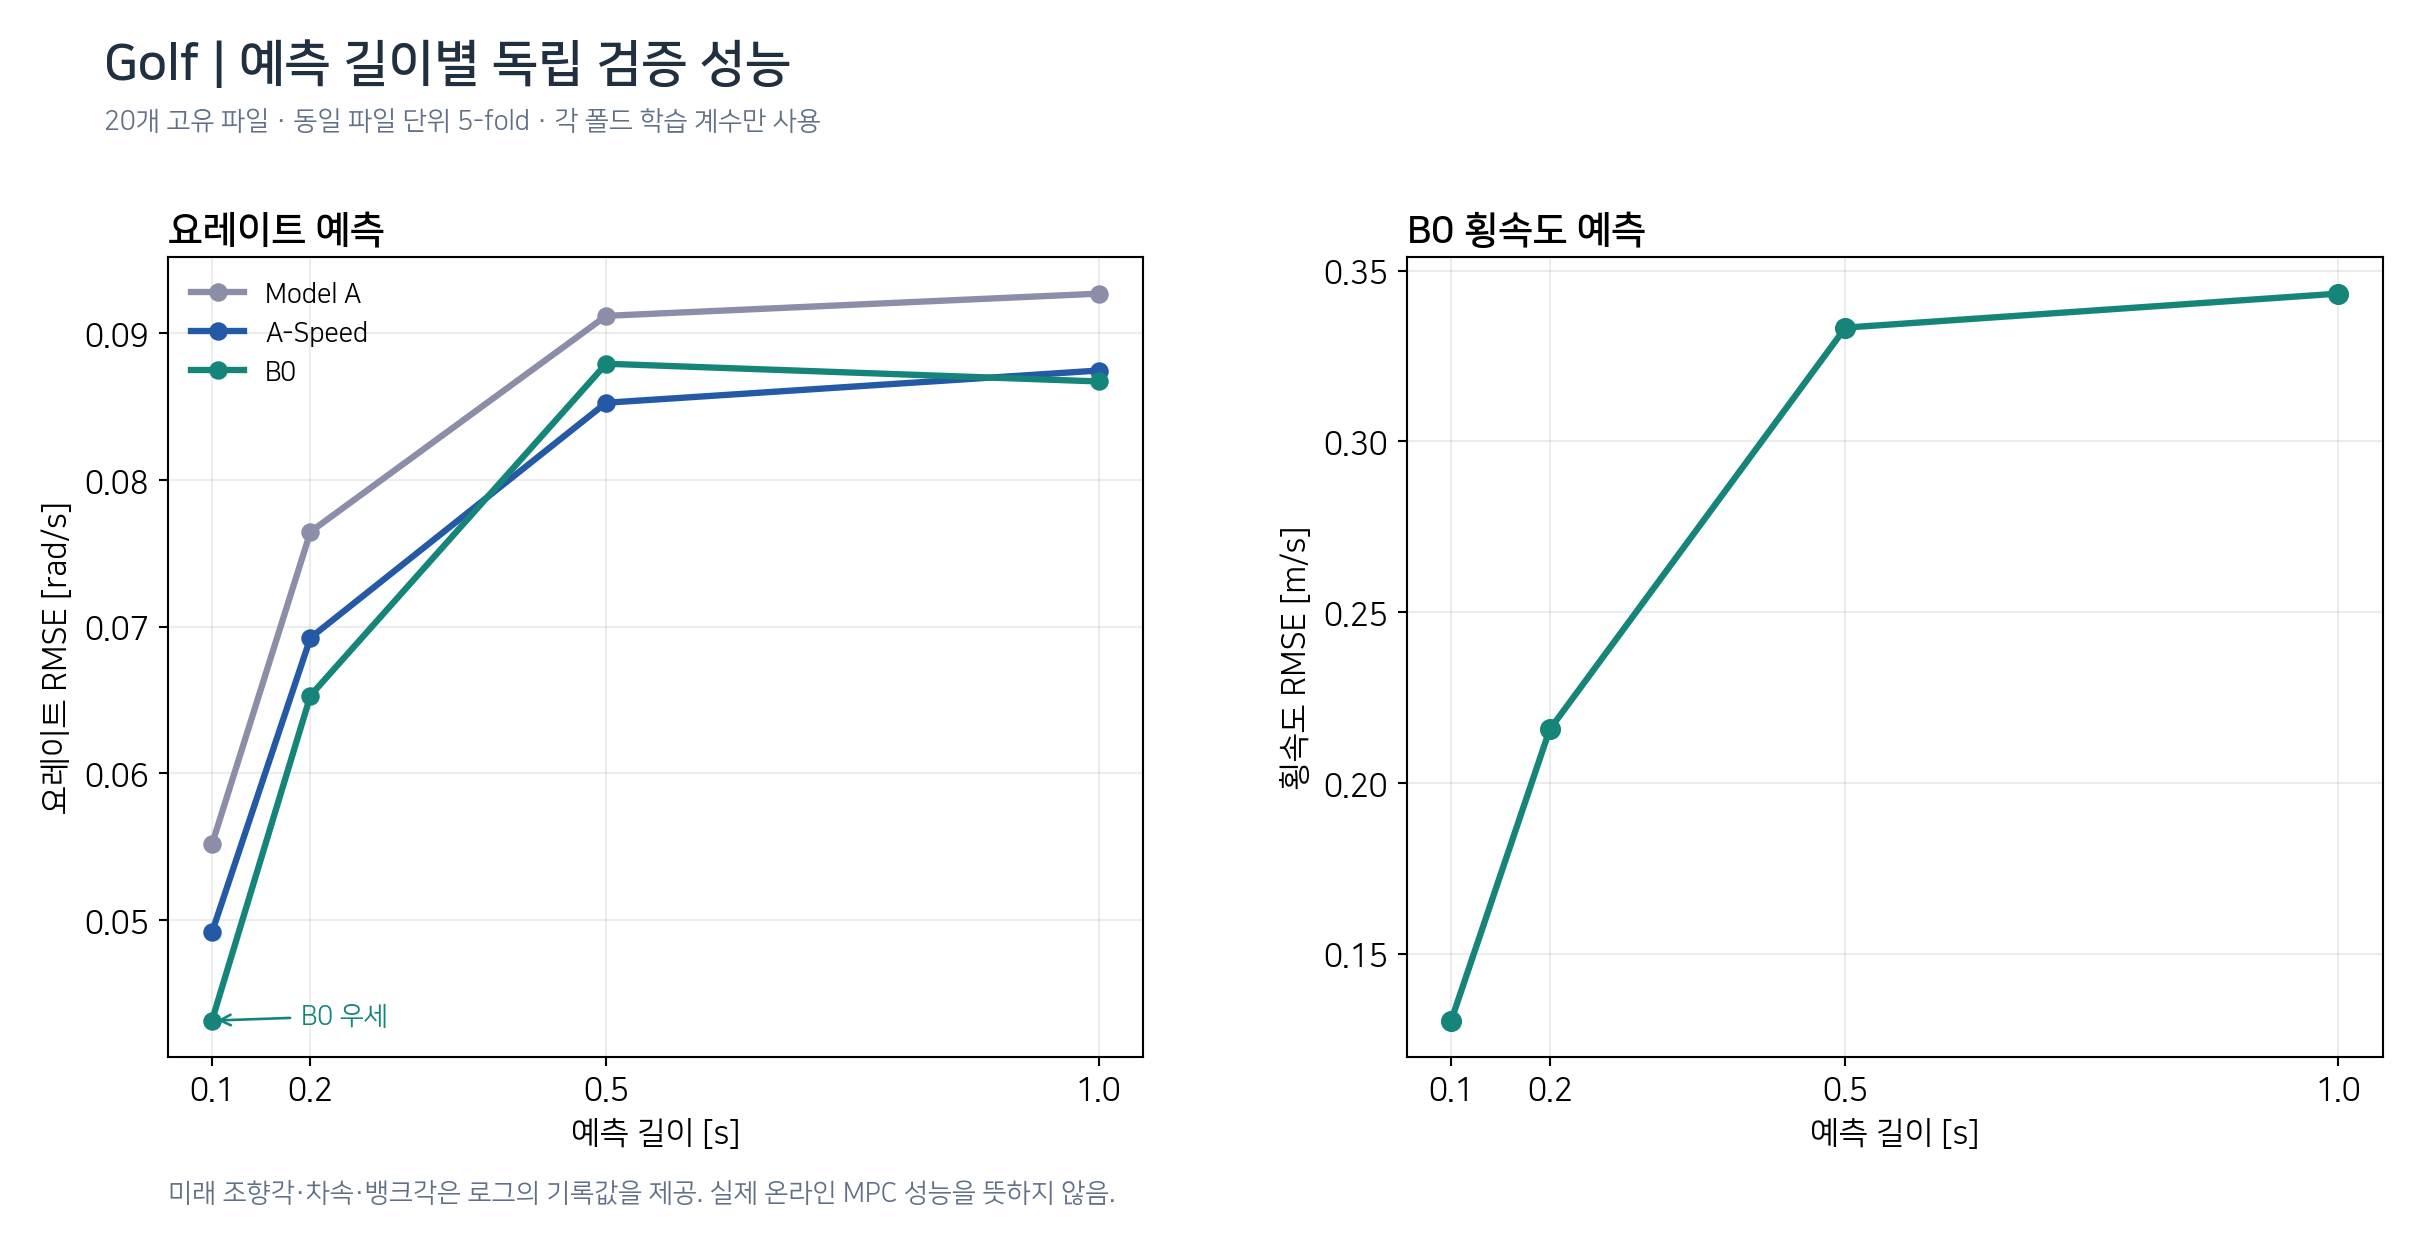 Golf | 예측 길이별 독립 검증 성능
20개 고유 파일 · 동일 파일 단위 5-fold · 각 폴드 학습 계수만 사용
요레이트 예측
Model A
A-Speed
B0
0.09
0.08
0.07
0.06
0.05
요레이트 RMSE [rad/s]
B0 우세
0.1
0.2
0.5
1.0
예측 길이 [s]
B0 횡속도 예측
0.35
0.30
0.25
0.20
0.15
횡속도 RMSE [m/s]
0.1
0.2
0.5
1.0
예측 길이 [s]
미래 조향각·차속·뱅크각은 로그의 기록값을 제공. 실제 온라인 MPC 성능을 뜻하지 않음.